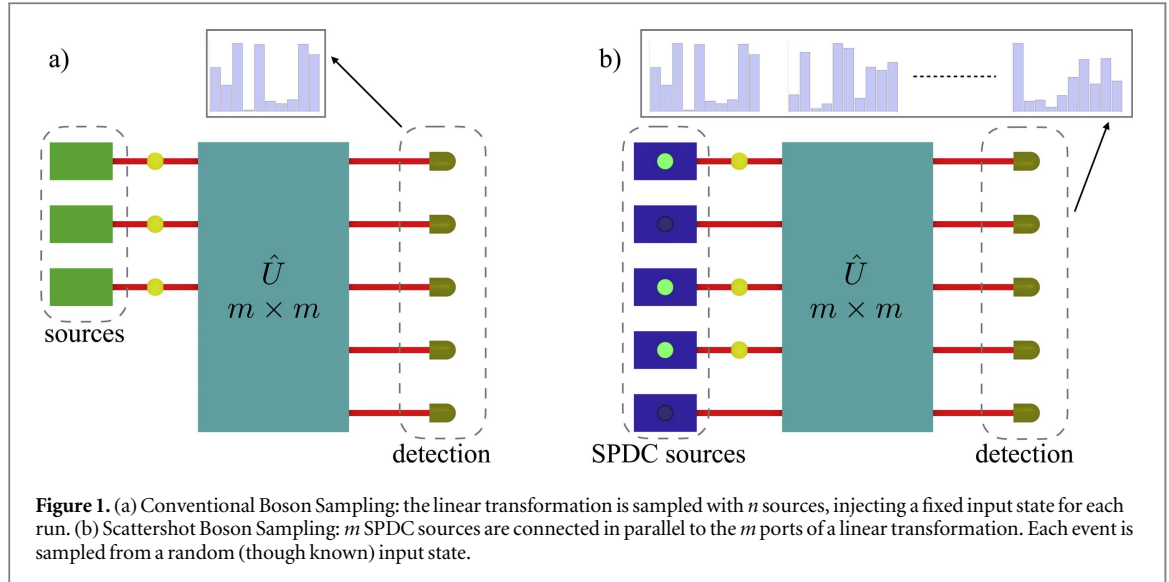 a)
b)
Û
m × m
Û
m × m
sources
detection
SPDC sources
detection
Figure 1. (a) Conventional Boson Sampling: the linear transformation is sampled with n sources, injecting a fixed input state for each
run. (b) Scattershot Boson Sampling: m SPDC sources are connected in parallel to the m ports of a linear transformation. Each event is
sampled from a random (though known) input state.